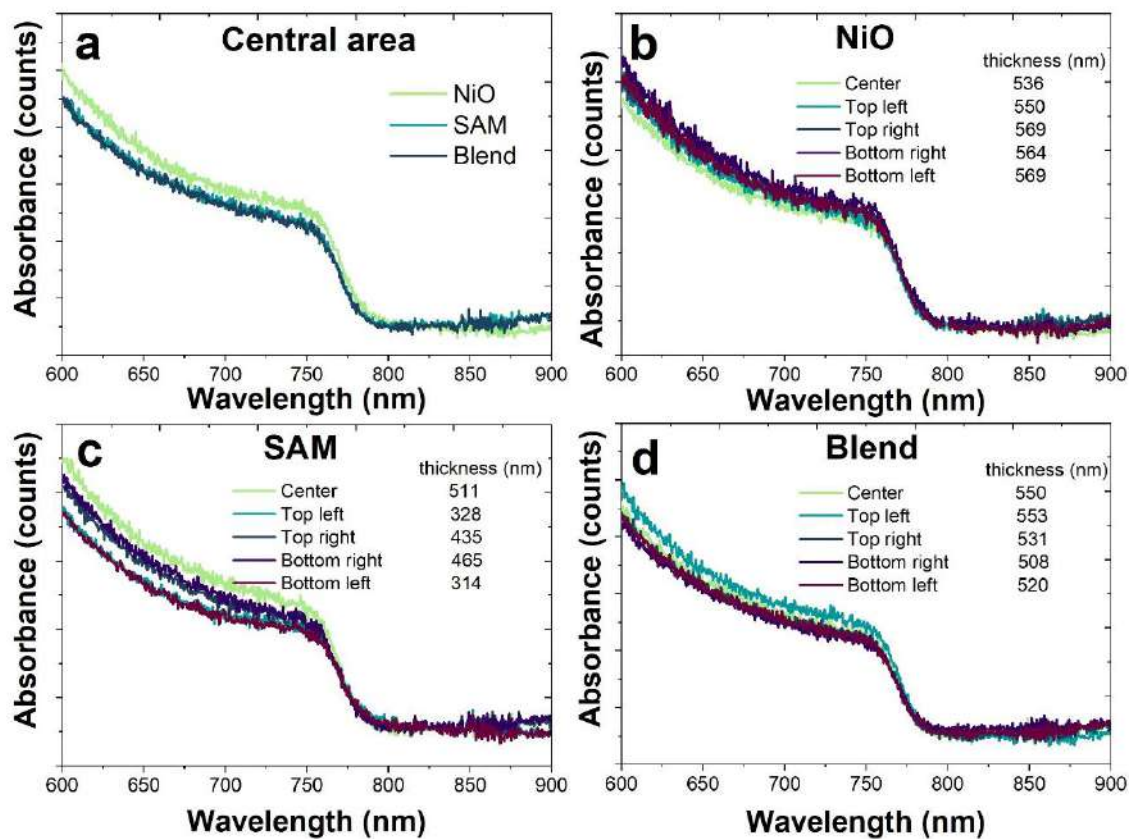 a
Central area
NiO
SAM
Blend
Absorbance (counts)
600 650 700 750 800 850 900
Wavelength (nm)
b
NiO
thickness (nm)
Center 536
Top left 550
Top right 569
Bottom right 564
Bottom left 569
Absorbance (counts)
600 650 700 750 800 850 900
Wavelength (nm)
c
SAM
thickness (nm)
Center 511
Top left 328
Top right 435
Bottom right 465
Bottom left 314
Absorbance (counts)
600 650 700 750 800 850 900
Wavelength (nm)
d
Blend
thickness (nm)
Center 550
Top left 553
Top right 531
Bottom right 508
Bottom left 520
Absorbance (counts)
600 650 700 750 800 850 900
Wavelength (nm)